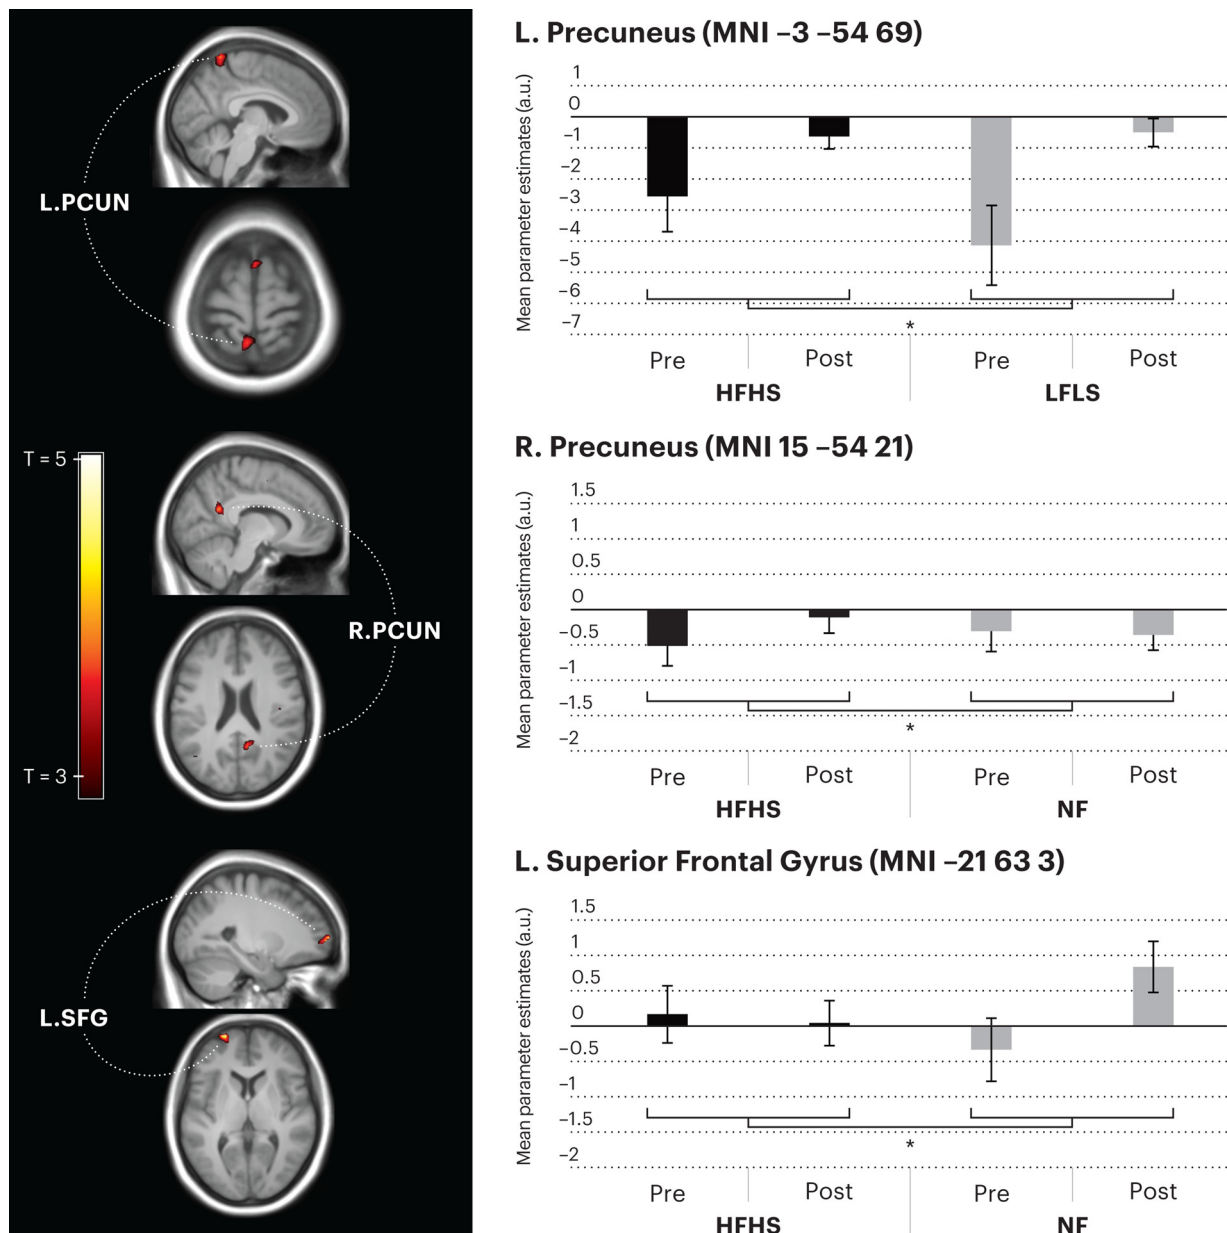 L.PCUN
T = 5
T = 3
R.PCUN
L.SFG
L. Precuneus (MNI –3 –54 69)
Mean parameter estimates (a.u.)
1
0
–1
–2
–3
–4
–5
–6
–7
*
Pre Post Pre Post
HFHS LFLS
R. Precuneus (MNI 15 –54 21)
Mean parameter estimates (a.u.)
1.5
1
0.5
0
–0.5
–1
–1.5
–2
*
Pre Post Pre Post
HFHS NF
L. Superior Frontal Gyrus (MNI –21 63 3)
Mean parameter estimates (a.u.)
1.5
1
0.5
0
–0.5
–1
–1.5
–2
*
Pre Post Pre Post
HFHS NF